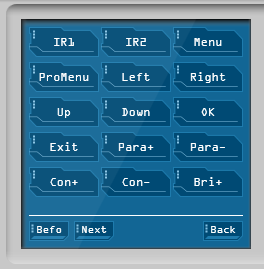 IR1 IR2 Menu
ProMenu Left Right
Up Down OK
Exit Para+ Para-
Con+ Con- Bri+
Befo Next Back